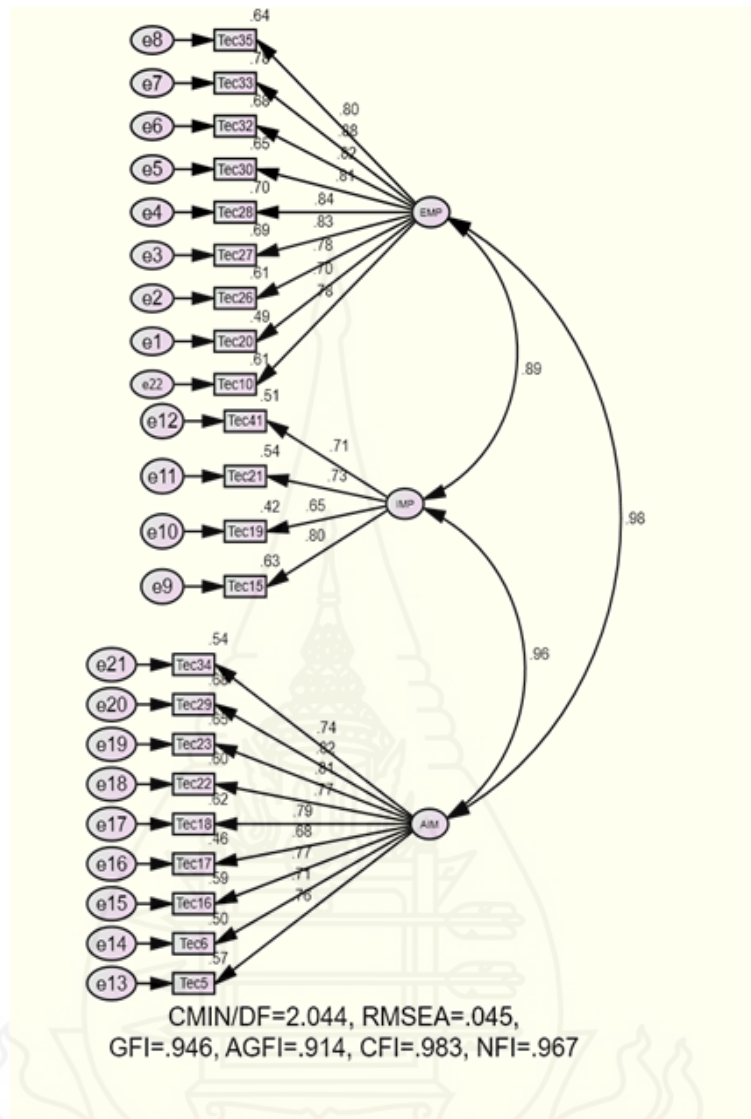 .64
e8 Tec35
.78
e7 Tec33
.68
e6 Tec32
.65
e5 Tec30
.70
e4 Tec28
.69
e3 Tec27
.61
e2 Tec26
.49
e1 Tec20
.61
e22 Tec10
.80
.88
.82
.81
.84
.83
.78
.70
.78
EMP
.51
e12 Tec41
.54
e11 Tec21
.42
e10 Tec19
.63
e9 Tec15
.71
.73
.65
.80
IMP
.89
.98
.96
.54
e21 Tec34
.68
e20 Tec29
.65
e19 Tec23
.60
e18 Tec22
.62
e17 Tec18
.46
e16 Tec17
.59
e15 Tec16
.50
e14 Tec6
.57
e13 Tec5
.74
.82
.81
.77
.79
.68
.77
.71
.76
AIM
CMIN/DF=2.044, RMSEA=.045,
GFI=.946, AGFI=.914, CFI=.983, NFI=.967